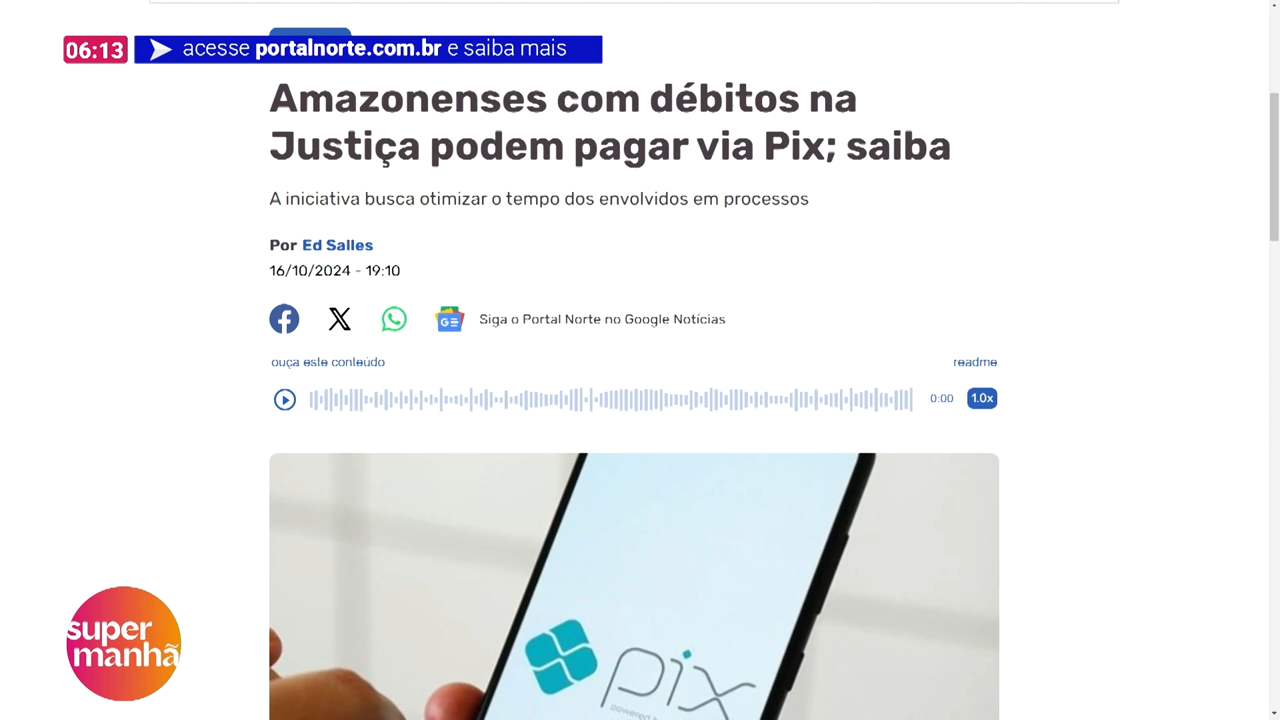 06:13
acesse portalnorte.com.br e saiba mais
Amazonenses com débitos na
Justiça podem pagar via Pix; saiba
A iniciativa busca otimizar o tempo dos envolvidos em processos
Por Ed Salles
16/10/2024 - 19:10
Siga o Portal Norte no Google Notícias
ouça este conteúdo
readme
0:00
1.0x
pix
powered
super
manhã